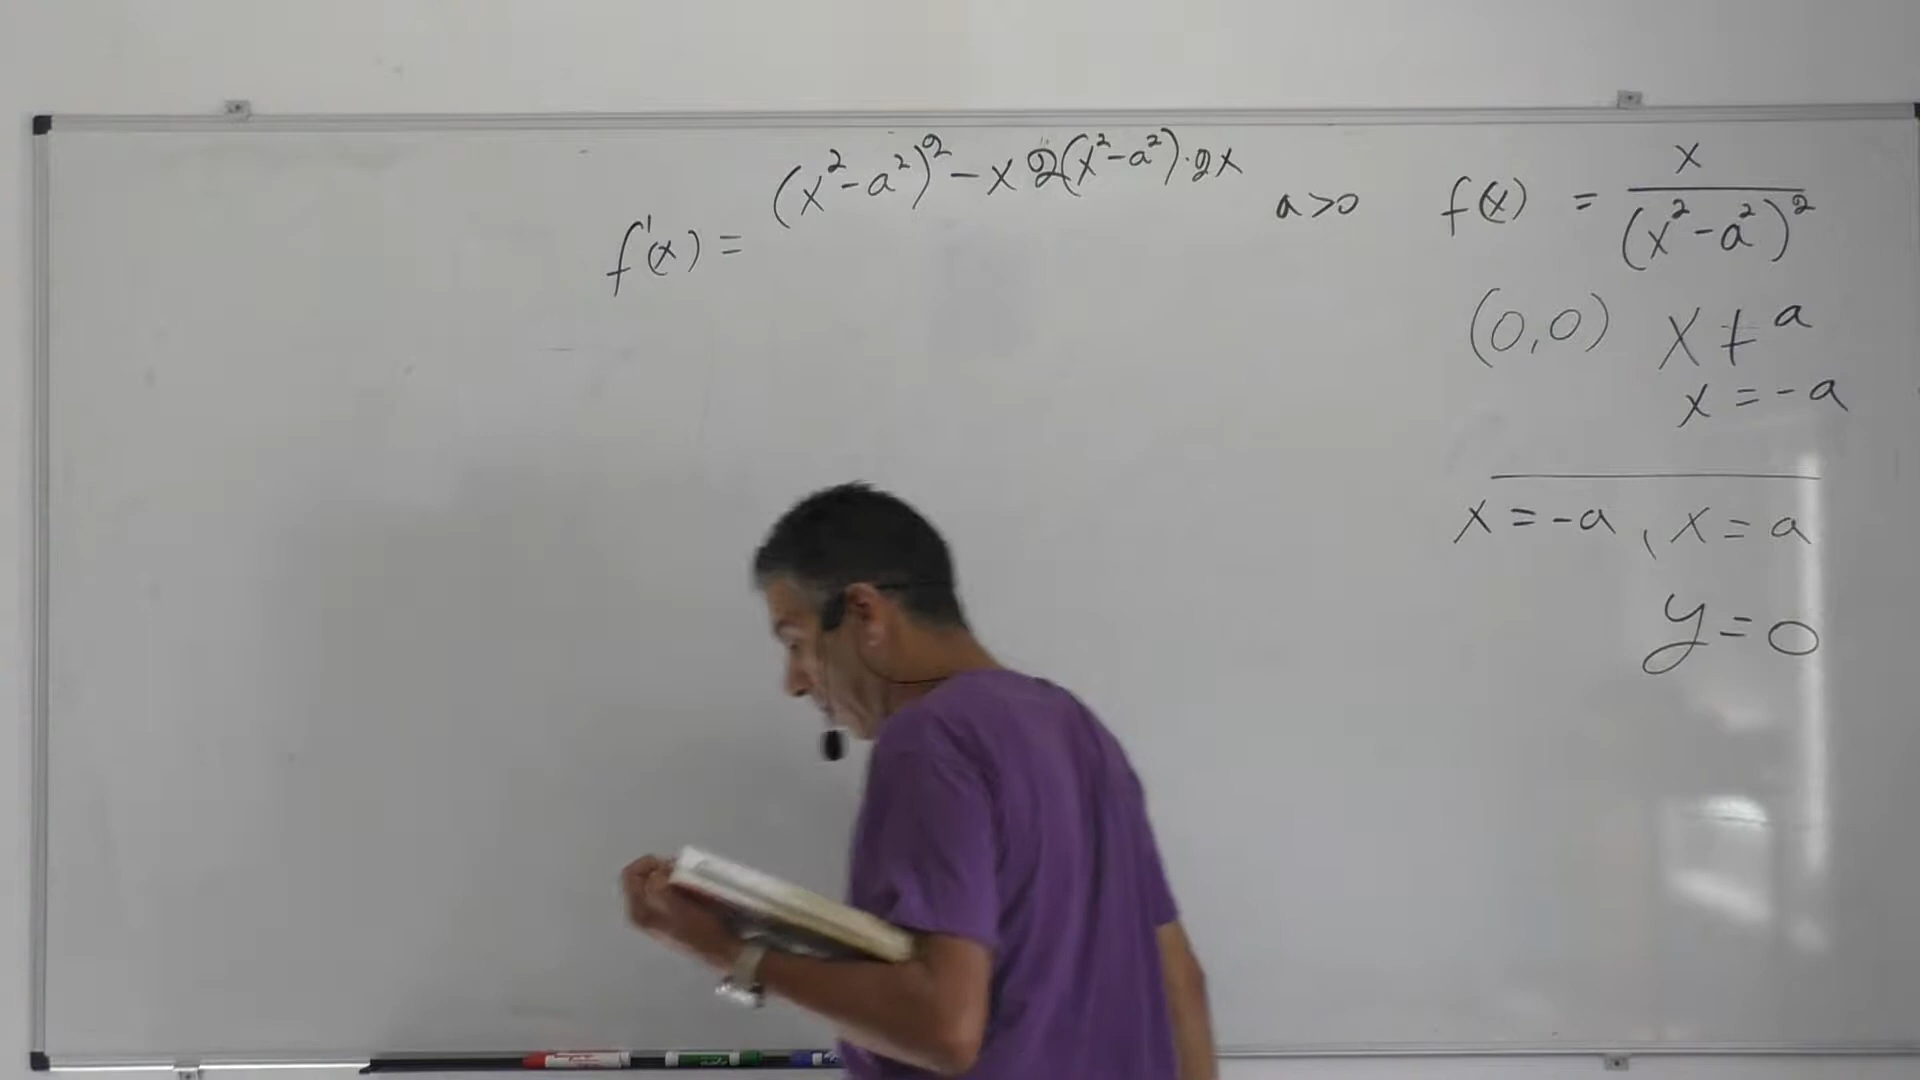 f'(x) = (x²-a²)² - x 2(x²-a²)·2x
a>0 f(x) = x / (x²-a²)²
(0,0) x ≠ a
x = -a
x = -a, x = a
y = 0